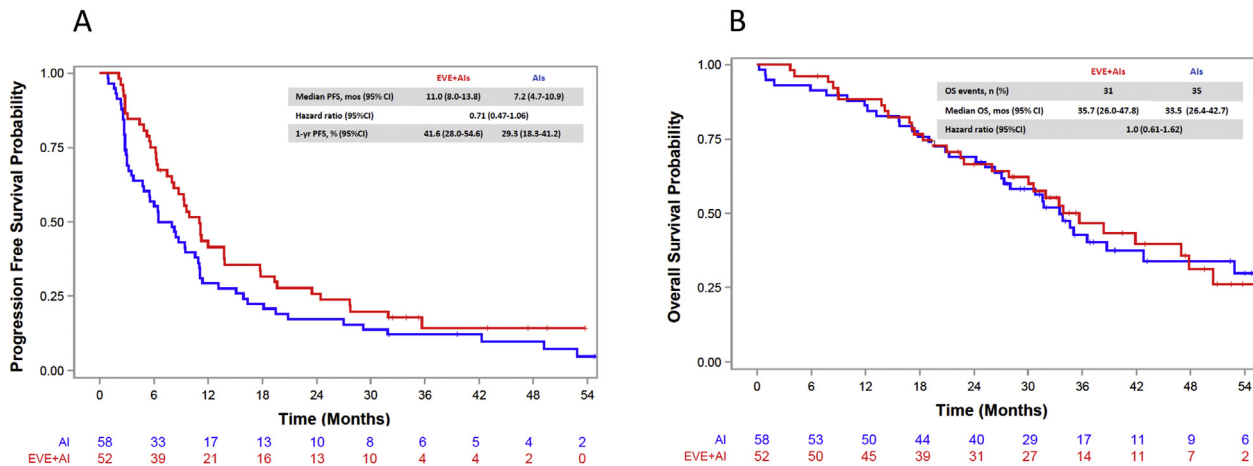 A
Progression Free Survival Probability
1.00
0.75
0.50
0.25
0.00
EVE+AIs AIs
Median PFS, mos (95% CI) 11.0 (8.0-13.8) 7.2 (4.7-10.9)
Hazard ratio (95%CI) 0.71 (0.47-1.06)
1-yr PFS, % (95%CI) 41.6 (28.0-54.6) 29.3 (18.3-41.2)
0 6 12 18 24 30 36 42 48 54
Time (Months)
AI 58 33 17 13 10 8 6 5 4 2
EVE+AI 52 39 21 16 13 10 4 4 2 0
B
Overall Survival Probability
1.00
0.75
0.50
0.25
0.00
EVE+AIs AIs
OS events, n (%) 31 35
Median OS, mos (95% CI) 35.7 (26.0-47.8) 33.5 (26.4-42.7)
Hazard ratio (95%CI) 1.0 (0.61-1.62)
0 6 12 18 24 30 36 42 48 54
Time (Months)
AI 58 53 50 44 40 29 17 11 9 6
EVE+AI 52 50 45 39 31 27 14 11 7 2